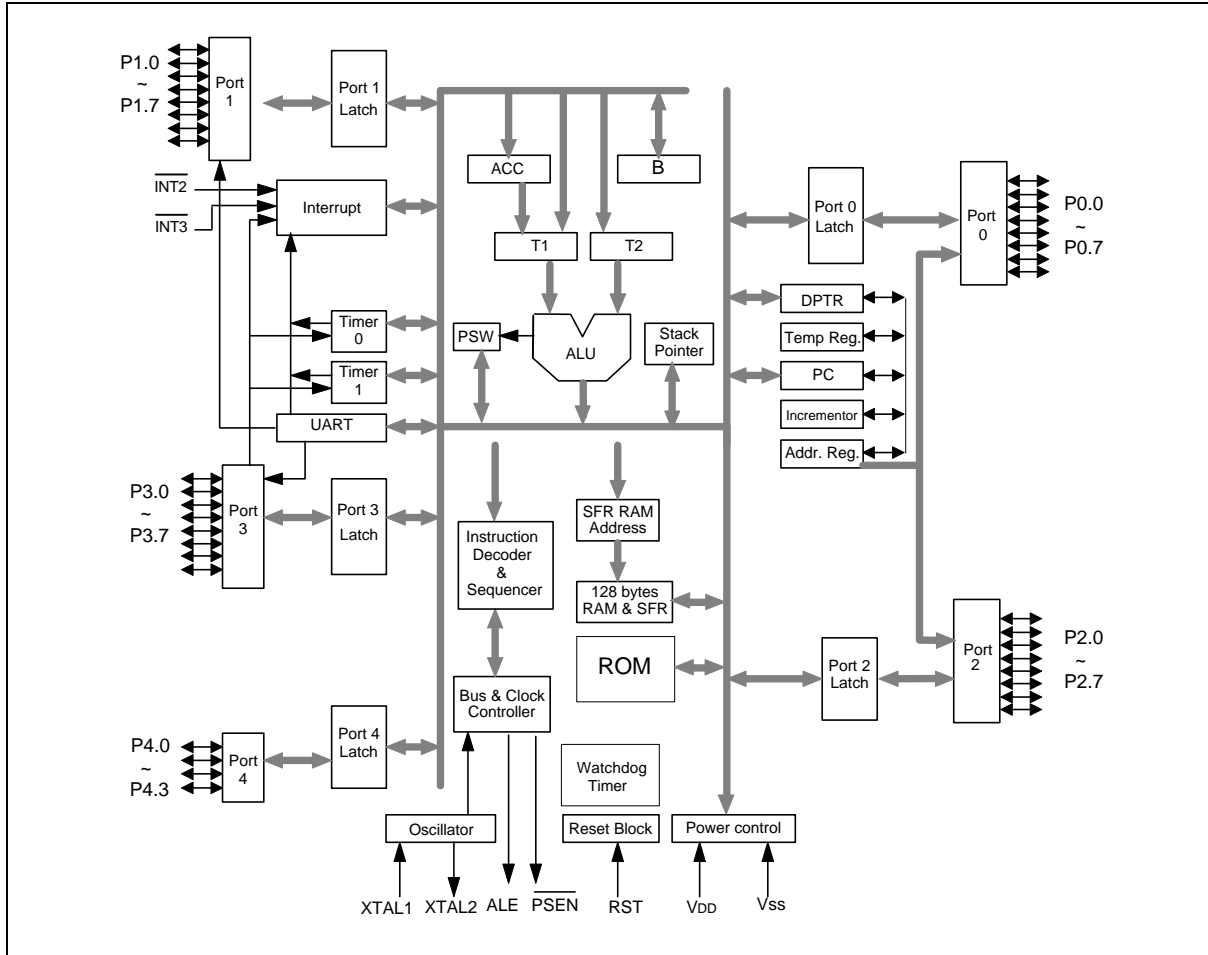 P1.0
~
P1.7
Port
1
Port 1
Latch
INT2
INT3
Interrupt
ACC
B
T1
T2
Port 0
Latch
Port
0
P0.0
~
P0.7
Timer
0
Timer
1
UART
PSW
ALU
Stack
Pointer
DPTR
Temp Reg.
PC
Incrementor
Addr. Reg.
P3.0
~
P3.7
Port
3
Port 3
Latch
Instruction
Decoder
&
Sequencer
SFR RAM
Address
128 bytes
RAM & SFR
ROM
Port 2
Latch
Port
2
P2.0
~
P2.7
Bus & Clock
Controller
P4.0
~
P4.3
Port
4
Port 4
Latch
Watchdog
Timer
Oscillator
Reset Block
Power control
XTAL1
XTAL2
ALE
PSEN
RST
VDD
Vss